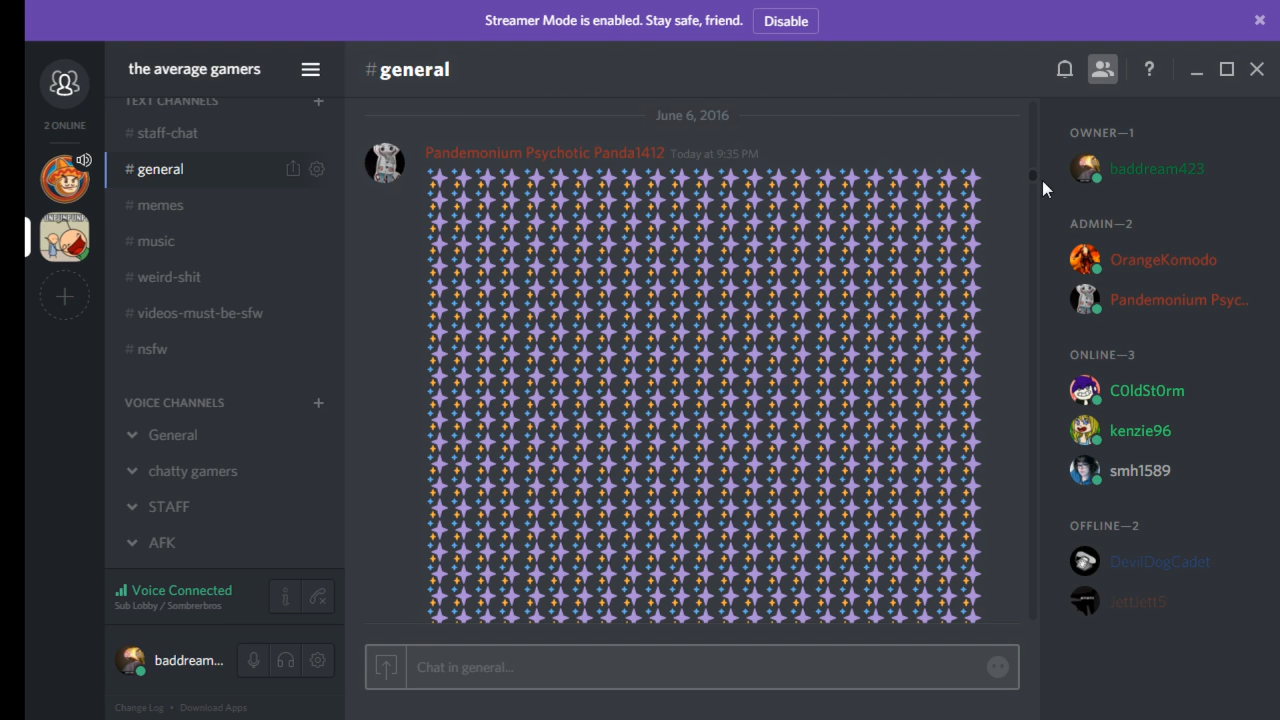 Streamer Mode is enabled. Stay safe, friend. Disable
2 ONLINE
the average gamers
TEXT CHANNELS
# staff-chat
# general
# memes
# music
# weird-shit
# videos-must-be-sfw
# nsfw
VOICE CHANNELS
General
chatty gamers
STAFF
AFK
Voice Connected
Sub Lobby / Sombrerbros
baddream...
Change Log • Download Apps
# general
June 6, 2016
Pandemonium Psychotic Panda1412 Today at 9:35 PM
Chat in general...
OWNER—1
baddream423
ADMIN—2
OrangeKomodo
Pandemonium Psyc..
ONLINE—3
C0ldSt0rm
kenzie96
smh1589
OFFLINE—2
DevilDogCadet
JettJett5